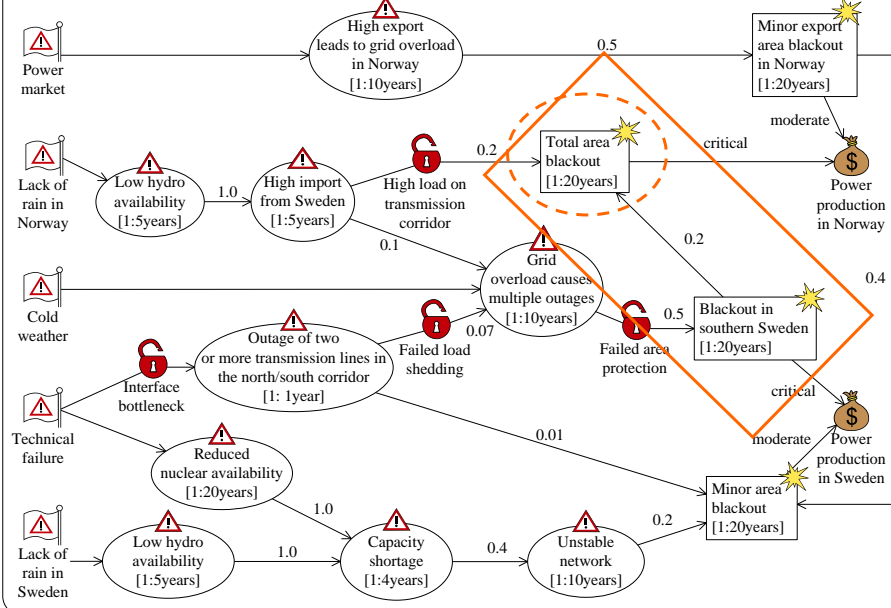 Power
market
High export
leads to grid overload
in Norway
[1:10years]
0.5
Minor export
area blackout
in Norway
[1:20years]
moderate
Lack of
rain in
Norway
Low hydro
availability
[1:5years]
1.0
High import
from Sweden
[1:5years]
High load on
transmission
corridor
0.2
Total area
blackout
[1:20years]
critical
$
Power
production
in Norway
0.1
0.2
0.4
Cold
weather
Grid
overload causes
multiple outages
[1:10years]
Failed area
protection
0.5
Blackout in
southern Sweden
[1:20years]
critical
Interface
bottleneck
Outage of two
or more transmission lines in
the north/south corridor
[1: 1year]
Failed load
shedding
0.07
0.01
Technical
failure
Reduced
nuclear availability
[1:20years]
1.0
moderate
$
Power
production
in Sweden
Minor area
blackout
[1:20years]
Lack of
rain in
Sweden
Low hydro
availability
[1:5years]
1.0
Capacity
shortage
[1:4years]
0.4
Unstable
network
[1:10years]
0.2